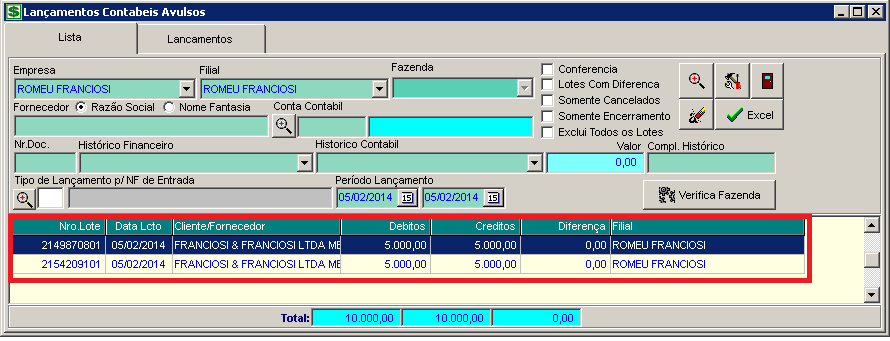 Lançamentos Contabeis Avulsos
Lista
Lancamentos
Empresa
Filial
Fazenda
ROMEU FRANCIOSI
ROMEU FRANCIOSI
Conferencia
Lotes Com Diferenca
Somente Cancelados
Somente Encerramento
Exclui Todos os Lotes
Fornecedor Razão Social Nome Fantasia Conta Contabil
Excel
Nr.Doc. Histórico Financeiro Historico Contabil Valor Compl. Histórico
0,00
Tipo de Lançamento p/ NF de Entrada Período Lançamento
05/02/2014 15 05/02/2014 15
Verifica Fazenda
Nro.Lote Data Lcto Cliente/Fornecedor Debitos Creditos Diferença Filial
2149870801 05/02/2014 FRANCIOSI & FRANCIOSI LTDA ME 5.000,00 5.000,00 0,00 ROMEU FRANCIOSI
2154209101 05/02/2014 FRANCIOSI & FRANCIOSI LTDA ME 5.000,00 5.000,00 0,00 ROMEU FRANCIOSI
Total: 10.000,00 10.000,00 0,00